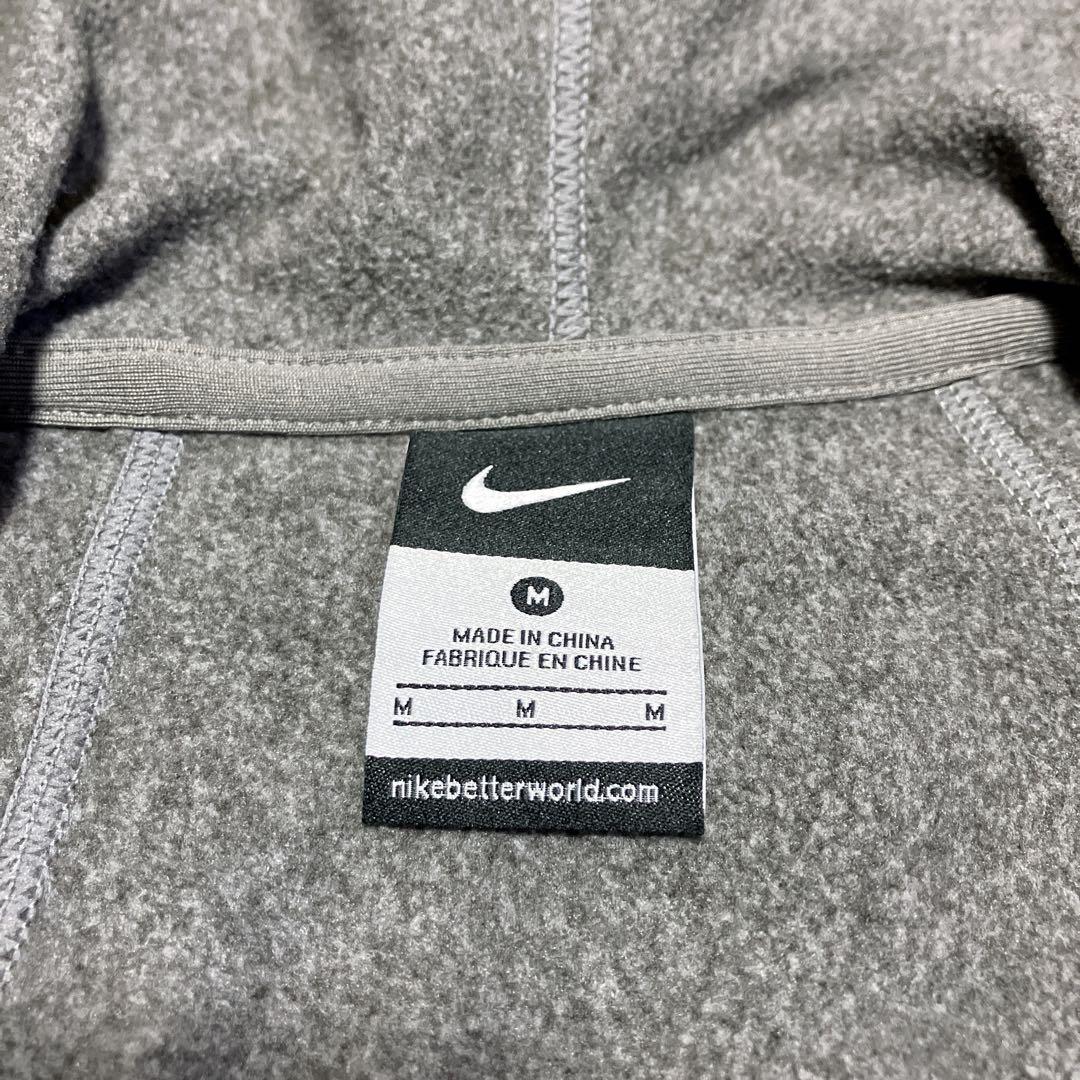 M
MADE IN CHINA
FABRIQUE EN CHINE
M M M
nikebetterworld.com